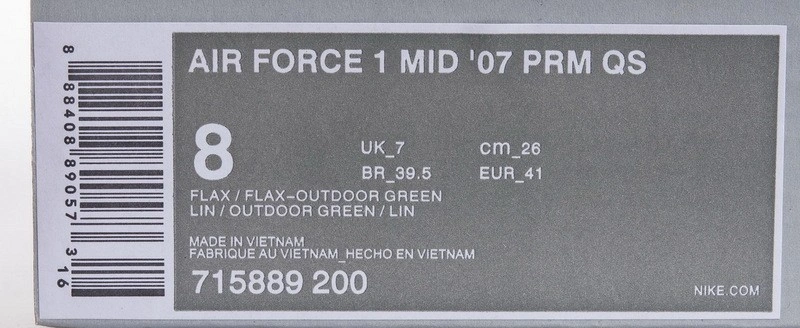 8 88408 89057 3 16
AIR FORCE 1 MID '07 PRM QS
8
UK_7 cm_26
BR_39.5 EUR_41
FLAX / FLAX-OUTDOOR GREEN
LIN / OUTDOOR GREEN / LIN
MADE IN VIETNAM
FABRIQUE AU VIETNAM_HECHO EN VIETNAM
715889 200
NIKE.COM